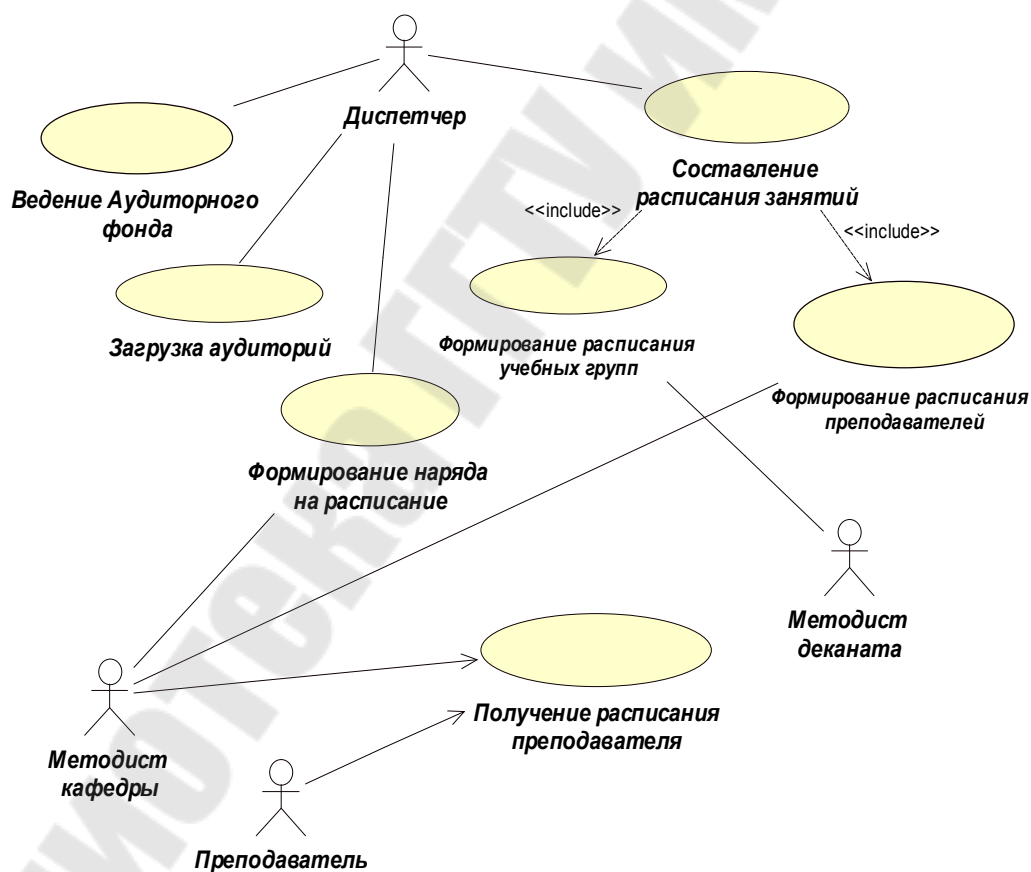 Диспетчер
Ведение Аудиторного
фонда
Составление
расписания занятий
<<include>>
<<include>>
Загрузка аудиторий
Формирование расписания
учебных групп
Формирование расписания
преподавателей
Формирование наряда
на расписание
Методист
деканата
Получение расписания
преподавателя
Методист
кафедры
Преподаватель